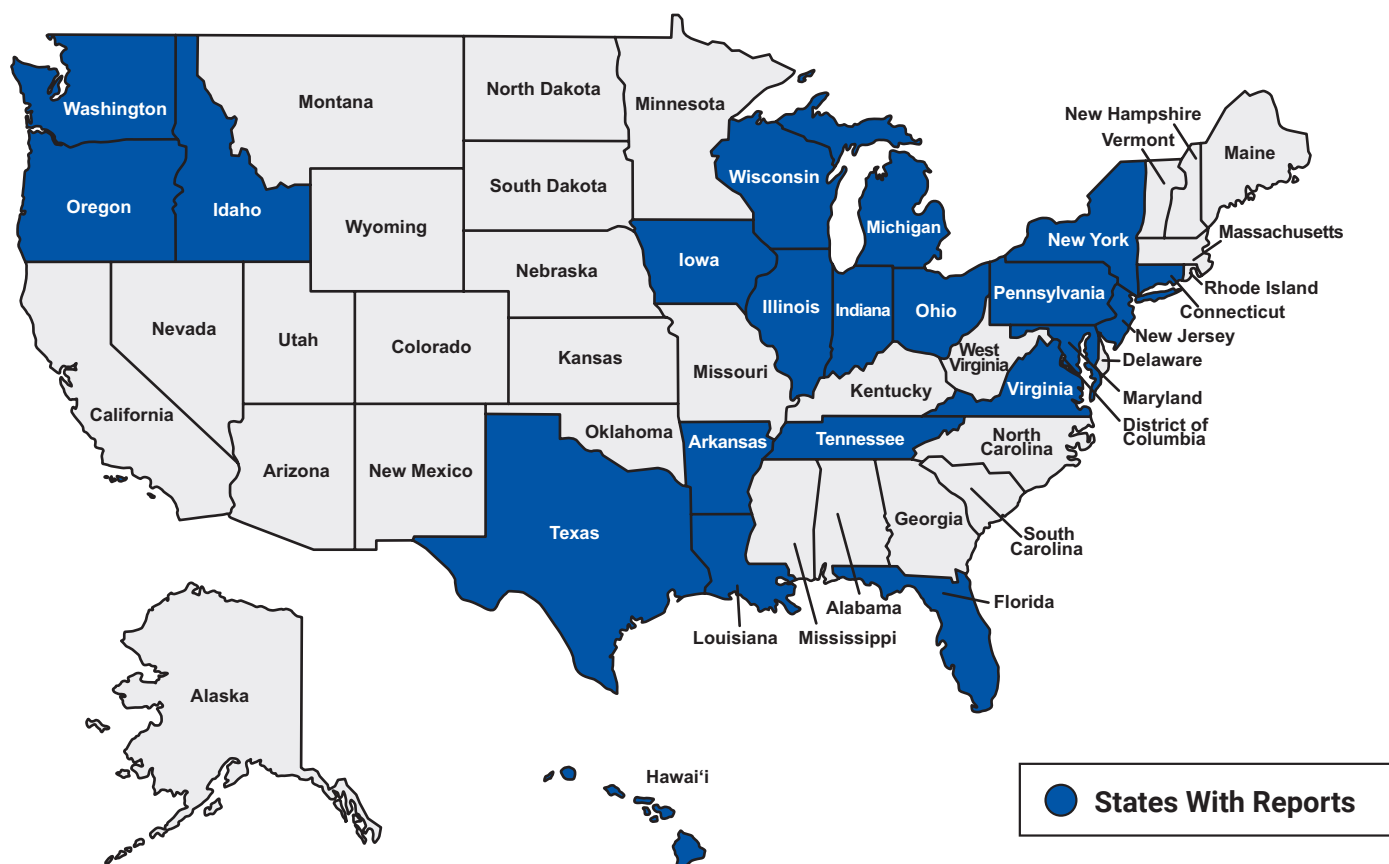 Washington
Montana
North Dakota
Minnesota
New Hampshire
Vermont
Maine
Oregon
Idaho
Wyoming
South Dakota
Wisconsin
Michigan
New York
Massachusetts
Iowa
Nebraska
Illinois
Indiana
Ohio
Pennsylvania
Rhode Island
Connecticut
New Jersey
Delaware
Maryland
District of
Columbia
Nevada
Utah
Colorado
Kansas
Missouri
West
Virginia
Virginia
Kentucky
California
Arizona
New Mexico
Oklahoma
Arkansas
Tennessee
North
Carolina
South
Carolina
Texas
Georgia
Louisiana
Mississippi
Alabama
Florida
Alaska
Hawai‘i
States With Reports